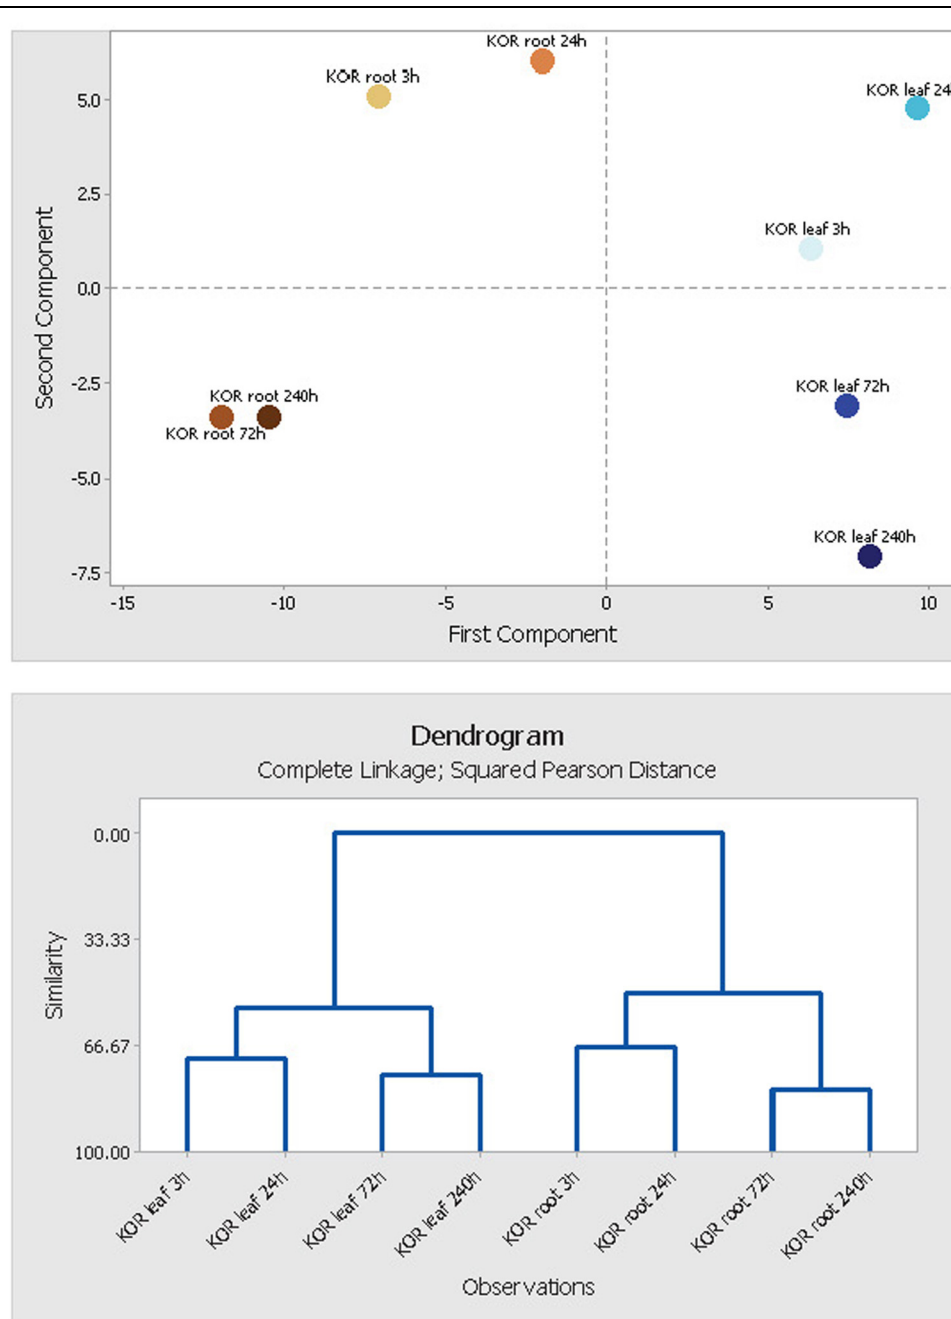 KOR root 24h
KOR root 3h
KOR leaf 24
5.0
2.5
KOR leaf 3h
0.0
Second Component
-2.5
KOR leaf 72h
KOR root 240h
KOR root 72h
-5.0
KOR leaf 240h
-7.5
-15 -10 -5 0 5 10
First Component
Dendrogram
Complete Linkage; Squared Pearson Distance
0.00
33.33
Similarity
66.67
100.00
KOR leaf 3h KOR leaf 24h KOR leaf 72h KOR leaf 240h KOR root 3h KOR root 24h KOR root 72h KOR root 240h
Observations